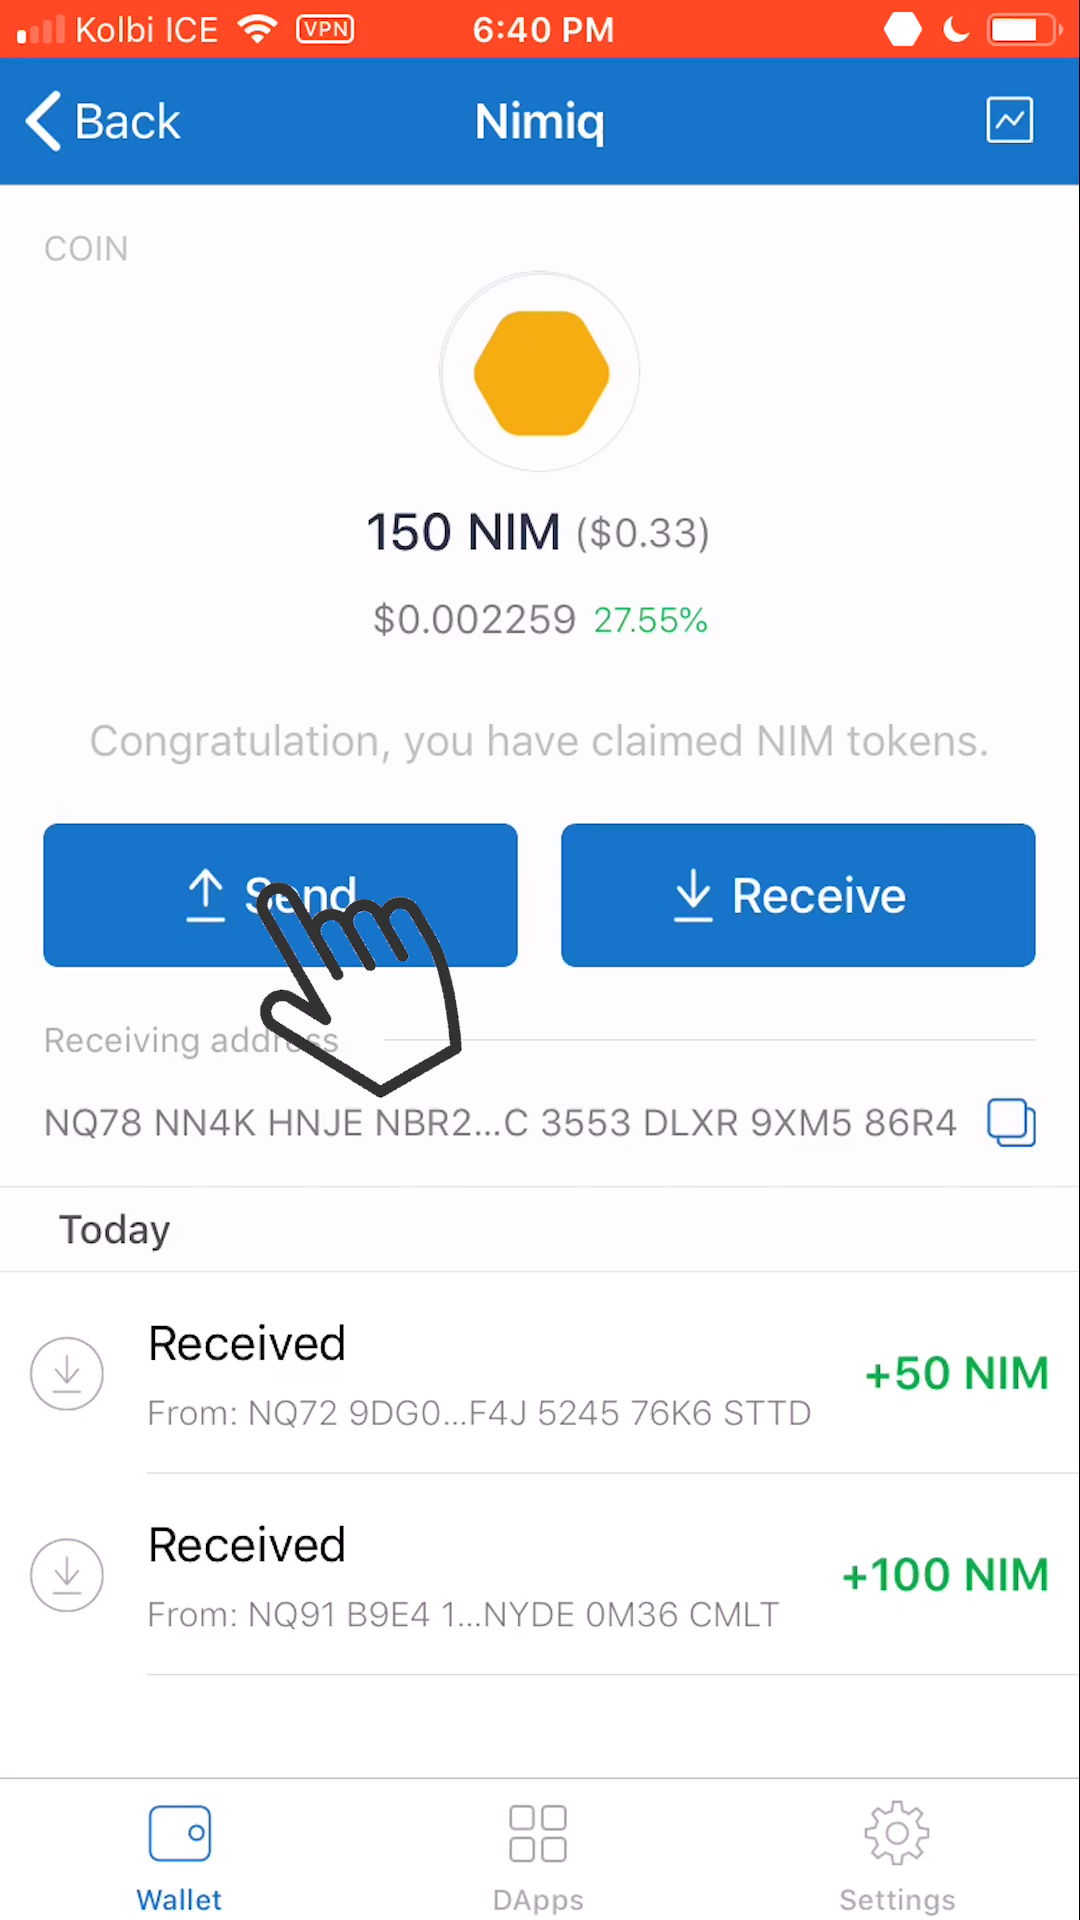 Kolbi ICE VPN 6:40 PM
Back Nimiq
COIN
150 NIM ($0.33)
$0.002259 27.55%
Congratulation, you have claimed NIM tokens.
Send Receive
Receiving address
NQ78 NN4K HNJE NBR2...C 3553 DLXR 9XM5 86R4
Today
Received
+50 NIM
From: NQ72 9DG0...F4J 5245 76K6 STTD
Received
+100 NIM
From: NQ91 B9E4 1...NYDE 0M36 CMLT
Wallet DApps Settings